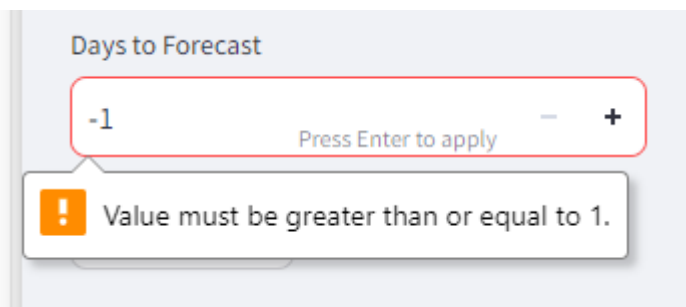 Days to Forecast
-1
Press Enter to apply
Value must be greater than or equal to 1.